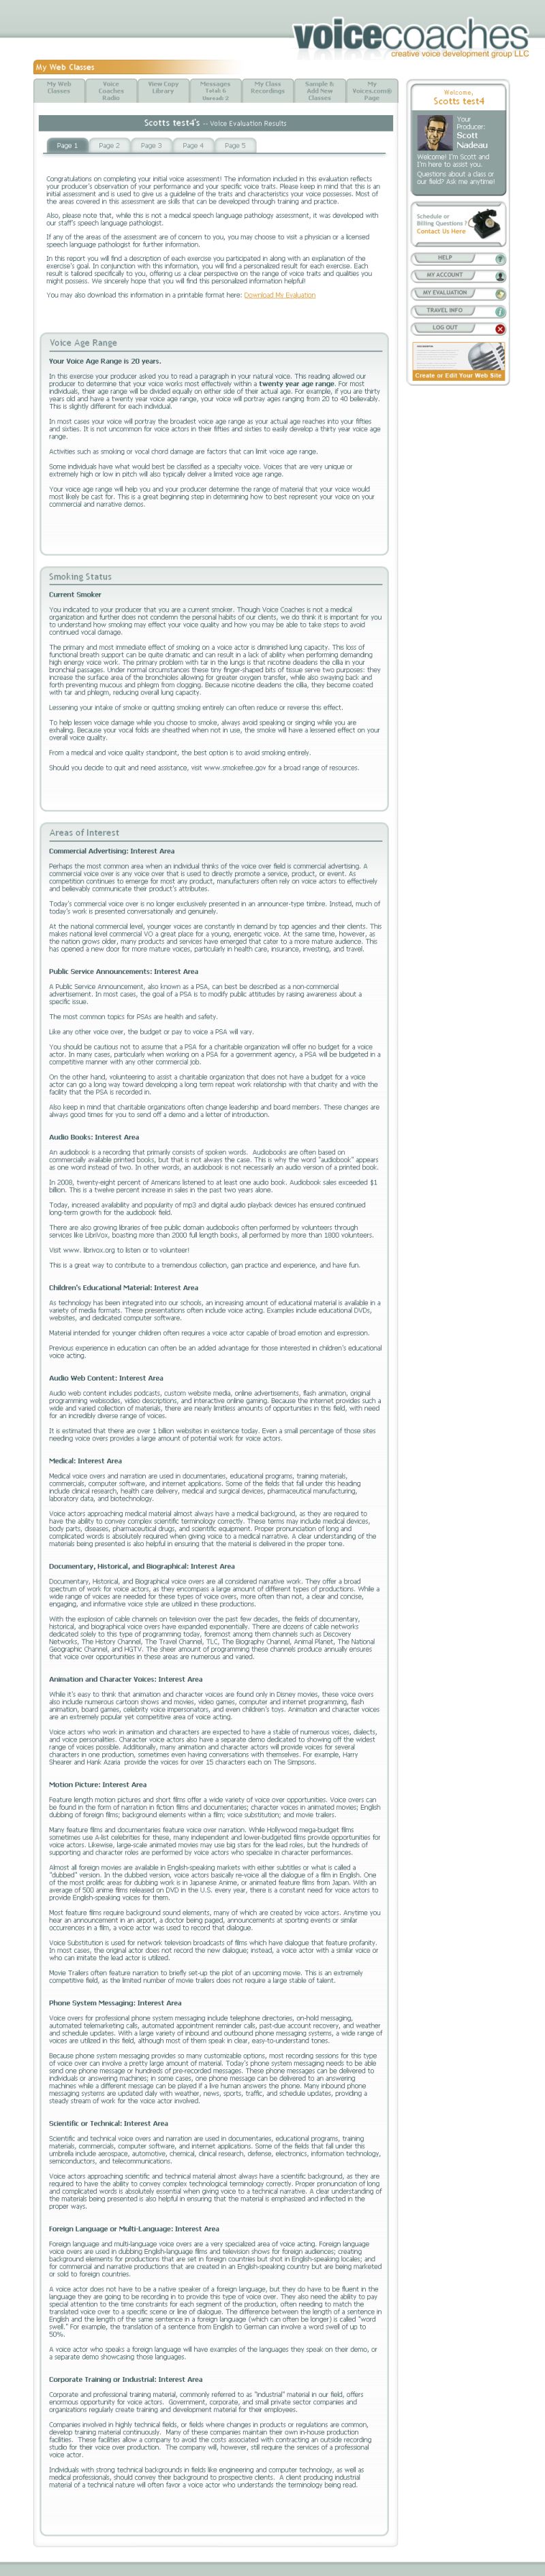 voicecoaches
creative voice development group LLC
My Web Classes
My Web Classes
Voice Coaches Radio
View Copy Library
Messages
My Class Recordings
Sample & Add New Classes
My Voices.com Page
Welcome,
Scotts test4
Your Producer:
Scott Nadeau
Welcome! I'm Scott and
I'm here to assist you.
Questions about a class or
our field? Ask me anytime!
Schedule or
Billing Questions ?
Contact Us Here
HELP
MY ACCOUNT
MY EVALUATION
TRAVEL INFO
LOG OUT
Create or Edit Your Web Site
Scotts test4's -- Voice Evaluation Results
Page 1 Page 2 Page 3 Page 4 Page 5
Congratulations on completing your initial voice assessment! The information included in this evaluation reflects
your producer's observation of your performance and your specific voice traits. Please keep in mind that this is an
initial assessment and is used to give us a guideline of the traits and characteristics your voice possesses. Most of
the areas covered in this assessment are skills that can be developed through training and practice.
Also, please note that, while this is not a medical speech language pathology assessment, it was developed with
our staff's speech language pathologist.
If any of the areas of the assessment are of concern to you, you may choose to visit a physician or a licensed
speech language pathologist for further information.
In this report you will find a description of each exercise you participated in along with an explanation of the
exercise's goal. In conjunction with this information, you will find a personalized result for each exercise. Each
result is tailored specifically to you, offering us a clear perspective on the range of voice traits and qualities you
might possess. We sincerely hope that you will find this personalized information helpful!
You may also download this information in a printable format here: Download My Evaluation
Voice Age Range
Your Voice Age Range is 20 years.
In this exercise your producer asked you to read a paragraph in your natural voice. This reading allowed our
producer to determine that your voice works most effectively within a twenty year age range. For most
individuals, their age range will be divided equally on either side of their actual age. For example, if you are thirty
years old and have a twenty year voice age range, your voice will portray ages ranging from 20 to 40 believably.
This is slightly different for each individual.
In most cases your voice will portray the broadest voice age range as your actual age reaches into your fifties
and sixties. It is not uncommon for voice actors in their fifties and sixties to easily develop a thirty year voice age
range.
Activities such as smoking or vocal chord damage are factors that can limit voice age range.
Some individuals have what would best be classified as a specialty voice. Voices that are very unique or
extremely high or low in pitch will also typically deliver a limited voice age range.
Your voice age range will help you and your producer determine the range of material that your voice would
most likely be cast for. This is a great beginning step in determining how to best represent your voice on your
commercial and narrative demos.
Smoking Status
Current Smoker
You indicated to your producer that you are a current smoker. Though Voice Coaches is not a medical
organization and further does not condemn the personal habits of our clients, we do think it is important for you
to understand how smoking may effect your voice quality and how you may be able to take steps to avoid
continued vocal damage.
The primary and most immediate effect of smoking on a voice actor is diminished lung capacity. This loss of
functional breath support can be quite dramatic and can result in a lack of ability when performing demanding
high energy voice work. The primary problem with tar in the lungs is that nicotine deadens the cilia in your
bronchial passages. Under normal circumstances these tiny finger-shaped bits of tissue serve two purposes: they
increase the surface area of the bronchioles allowing for greater oxygen transfer, while also swaying back and
forth preventing mucous and phlegm from clogging. Because nicotine deadens the cilia, they become coated
with tar and phlegm, reducing overall lung capacity.
Lessening your intake of smoke or quitting smoking entirely can often reduce or reverse this effect.
To help lessen voice damage while you choose to smoke, always avoid speaking or singing while you are
exhaling. Because your vocal folds are sheathed when not in use, the smoke will have a lessened effect on your
overall voice quality.
From a medical and voice quality standpoint, the best option is to avoid smoking entirely.
Should you decide to quit and need assistance, visit www.smokefree.gov for a broad range of resources.
Areas of Interest
Commercial Advertising: Interest Area
Perhaps the most common area when an individual thinks of the voice over field is commercial advertising. A
commercial voice over is any voice over that is used to directly promote a service, product, or event. As
competition continues to emerge for most any product, manufacturers often rely on voice actors to effectively
and believably communicate their product's attributes.
Today's commercial voice over is no longer exclusively presented in an announcer-type timbre. Instead, much of
today's work is presented conversationally and genuinely.
At the national commercial level, younger voices are constantly in demand by top agencies and their clients. This
makes national level commercial VO a great place for a young, energetic voice. At the same time, however, as
the nation grows older, many products and services have emerged that cater to a more mature audience. This
has opened a new door for more mature voices, particularly in health care, insurance, investing, and travel.
Public Service Announcements: Interest Area
A Public Service Announcement, also known as a PSA, can best be described as a non-commercial
advertisement. In most cases, the goal of a PSA is to modify public attitudes by raising awareness about a
specific issue.
The most common topics for PSAs are health and safety.
Like any other voice over, the budget or pay to voice a PSA will vary.
You should be cautious not to assume that a PSA for a charitable organization will offer no budget for a voice
actor. In many cases, particularly when working on a PSA for a government agency, a PSA will be budgeted in a
competitive manner with any other commercial job.
On the other hand, volunteering to assist a charitable organization that does not have a budget for a voice
actor can go a long way toward developing a long term repeat work relationship with that charity and with the
facility that the PSA is recorded in.
Also keep in mind that charitable organizations often change leadership and board members. These changes are
always good times for you to send off a demo and a letter of introduction.
Audio Books: Interest Area
An audiobook is a recording that primarily consists of spoken words. Audiobooks are often based on
commercially available printed books, but that is not always the case. This is why the word "audiobook" appears
as one word instead of two. In other words, an audiobook is not necessarily an audio version of a printed book.
In 2008, twenty-eight percent of Americans listened to at least one audio book. Audiobook sales exceeded $1
billion. This is a twelve percent increase in sales in the past two years alone.
Today, increased availability and popularity of mp3 and digital audio playback devices has ensured continued
long-term growth for the audiobook field.
There are also growing libraries of free public domain audiobooks often performed by volunteers through
services like LibriVox, boasting more than 2000 full length books, all performed by more than 1800 volunteers.
Visit www. librivox.org to listen or to volunteer!
This is a great way to contribute to a tremendous collection, gain practice and experience, and have fun.
Children's Educational Material: Interest Area
As technology has been integrated into our schools, an increasing amount of educational material is available in a
variety of media formats. These presentations often include voice acting. Examples include educational DVDs,
websites, and dedicated computer software.
Material intended for younger children often requires a voice actor capable of broad emotion and expression.
Previous experience in education can often be an added advantage for those interested in children's educational
voice acting.
Audio Web Content: Interest Area
Audio web content includes podcasts, custom website media, online advertisements, flash animation, original
programming webisodes, video descriptions, and interactive online gaming. Because the internet provides such a
wide and varied collection of materials, there are nearly limitless amounts of opportunities in this field, with need
for an incredibly diverse range of voices.
It is estimated that there are over 1 billion websites in existence today. Even a small percentage of those sites
needing voice overs provides a large amount of potential work for voice actors.
Medical: Interest Area
Medical voice overs and narration are used in documentaries, educational programs, training materials,
commercials, computer software, and internet applications. Some of the fields that fall under this heading
include clinical research, health care delivery, medical and surgical devices, pharmaceutical manufacturing,
laboratory data, and biotechnology.
Voice actors approaching medical material almost always have a medical background, as they are required to
have the ability to convey complex scientific terminology correctly. These terms may include medical devices,
body parts, diseases, pharmaceutical drugs, and scientific equipment. Proper pronunciation of long and
complicated words is absolutely required when giving voice to a medical narrative. A clear understanding of the
materials being presented is also helpful in ensuring that the material is delivered in the proper tone.
Documentary, Historical, and Biographical: Interest Area
Documentary, Historical, and Biographical voice overs are all considered narrative work. They offer a broad
spectrum of work for voice actors, as they encompass a large amount of different types of productions. While a
wide range of voices are needed for these types of voice overs, more often than not, a clear and concise,
engaging, and informative voice style are utilized in these productions.
With the explosion of cable channels on television over the past few decades, the fields of documentary,
historical, and biographical voice overs have expanded exponentially. There are dozens of cable networks
dedicated solely to this type of programming today, foremost among them channels such as Discovery
Networks, The History Channel, The Travel Channel, TLC, The Biography Channel, Animal Planet, The National
Geographic Channel, and HGTV. The sheer amount of programming these channels produce annually ensures
that voice over opportunities in these areas are numerous and varied.
Animation and Character Voices: Interest Area
While it's easy to think that animation and character voices are found only in Disney movies, these voice overs
also include numerous cartoon shows and movies, video games, computer and internet programming, flash
animation, board games, celebrity voice impersonators, and even children's toys. Animation and character voices
are an extremely popular yet competitive area of voice acting.
Voice actors who work in animation and characters are expected to have a stable of numerous voices, dialects,
and voice personalities. Character voice actors also have a separate demo dedicated to showing off the widest
range of voices possible. Additionally, many animation and character actors will provide voices for several
characters in one production, sometimes even having conversations with themselves. For example, Harry
Shearer and Hank Azaria provide the voices for over 15 characters each on The Simpsons.
Motion Picture: Interest Area
Feature length motion pictures and short films offer a wide variety of voice over opportunities. Voice overs can
be found in the form of narration in fiction films and documentaries; character voices in animated movies; English
dubbing of foreign films; background elements within a film; voice substitution; and movie trailers.
Many feature films and documentaries feature voice over narration. While Hollywood mega-budget films
sometimes use A-list celebrities for these, many independent and lower-budgeted films provide opportunities for
voice actors. Likewise, large-scale animated movies may use big stars for the lead roles, but the hundreds of
supporting and character roles are performed by voice actors who specialize in character performances.
Almost all foreign movies are available in English-speaking markets with either subtitles or what is called a
"dubbed" version. In the dubbed version, voice actors basically re-voice all the dialogue of a film in English. One
of the most prolific areas for dubbing work is in Japanese Anime, or animated feature films from Japan. With an
average of 500 anime films released on DVD in the U.S. every year, there is a constant need for voice actors to
provide English-speaking voices for them.
Most feature films require background sound elements, many of which are created by voice actors. Anytime you
hear an announcement in an airport, a doctor being paged, announcements at sporting events or similar
occurrences in a film, a voice actor was used to record that dialogue.
Voice Substitution is used for network television broadcasts of films which have dialogue that feature profanity.
In most cases, the original actor does not record the new dialogue; instead, a voice actor with a similar voice or
who can imitate the lead actor is utilized.
Movie Trailers often feature narration to briefly set-up the plot of an upcoming movie. This is an extremely
competitive field, as the limited number of movie trailers does not require a large stable of talent.
Phone System Messaging: Interest Area
Voice overs for professional phone system messaging include telephone directories, on-hold messaging,
automated telemarketing calls, automated appointment reminder calls, past-due account recovery, and weather
and schedule updates. With a large variety of inbound and outbound phone messaging systems, a wide range of
voices are utilized in this field, although most of them speak in clear, easy-to-understand tones.
Because phone system messaging provides so many customizable options, most recording sessions for this type
of voice over can involve a pretty large amount of material. Today's phone system messaging needs to be able
send one phone message or hundreds of pre-recorded messages. These phone messages can be delivered to
individuals or answering machines; in some cases, one phone message can be delivered to an answering
machines while a different message can be played if a live human answers the phone. Many inbound phone
messaging systems are updated daily with weather, news, sports, traffic, and schedule updates, providing a
steady stream of work for the voice actor involved.
Scientific or Technical: Interest Area
Scientific and technical voice overs and narration are used in documentaries, educational programs, training
materials, commercials, computer software, and internet applications. Some of the fields that fall under this
umbrella include aerospace, automotive, chemical, clinical research, defense, electronics, information technology,
semiconductors, and telecommunications.
Voice actors approaching scientific and technical material almost always have a scientific background, as they are
required to have the ability to convey complex technological terminology correctly. Proper pronunciation of long
and complicated words is absolutely essential when giving voice to a technical narrative. A clear understanding of
the materials being presented is also helpful in ensuring that the material is emphasized and inflected in the
proper ways.
Foreign Language or Multi-Language: Interest Area
Foreign language and multi-language voice overs are a very specialized area of voice acting. Foreign language
voice overs are used in dubbing English-language films and television shows for foreign audiences; creating
background elements for productions that are set in foreign countries but shot in English-speaking locales; and
for commercial and narrative productions that are created in an English-speaking country but are being marketed
or sold to foreign countries.
A voice actor does not have to be a native speaker of a foreign language, but they do have to be fluent in the
language they are going to be recording in to provide this type of voice over. They also need the ability to pay
special attention to the time constraints for each segment of the production, often needing to match the
translated voice over to a specific scene or line of dialogue. The difference between the length of a sentence in
English and the length of the same sentence in a foreign language (which can often be longer) is called "word
swell." For example, the translation of a sentence from English to German can involve a word swell of up to
50%.
A voice actor who speaks a foreign language will have examples of the languages they speak on their demo, or
a separate demo showcasing those languages.
Corporate Training or Industrial: Interest Area
Corporate and professional training material, commonly referred to as "industrial" material in our field, offers
enormous opportunity for voice actors. Government, corporate, and small private sector companies and
organizations regularly create training and development material for their employees.
Companies involved in highly technical fields, or fields where changes in products or regulations are common,
develop training material continuously. Many of these companies maintain their own in-house production
facilities. These facilities allow a company to avoid the costs associated with contracting an outside recording
studio for their voice over production. The company will, however, still require the services of a professional
voice actor.
Individuals with strong technical backgrounds in fields like engineering and computer technology, as well as
medical professionals, should convey their background to prospective clients. A client producing industrial
material of a technical nature will often favor a voice actor who understands the terminology being read.